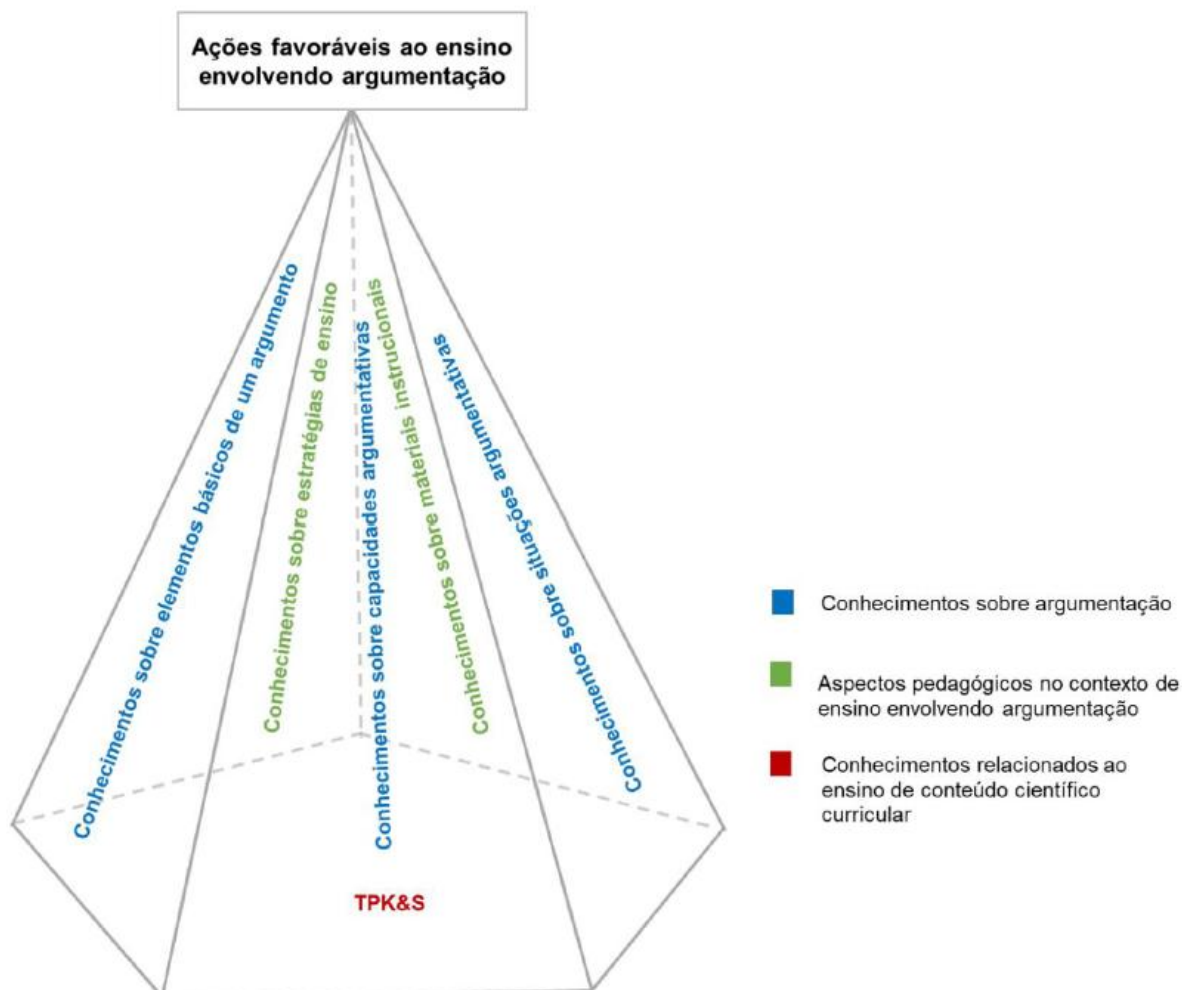 Ações favoráveis ao ensino
envolvendo argumentação
Conhecimentos sobre elementos básicos de um argumento
Conhecimentos sobre estratégias de ensino
Conhecimentos sobre capacidades argumentativas
Conhecimentos sobre materiais instrucionais
Conhecimentos sobre situações argumentativas
TPK&S
Conhecimentos sobre argumentação
Aspectos pedagógicos no contexto de
ensino envolvendo argumentação
Conhecimentos relacionados ao
ensino de conteúdo científico
curricular